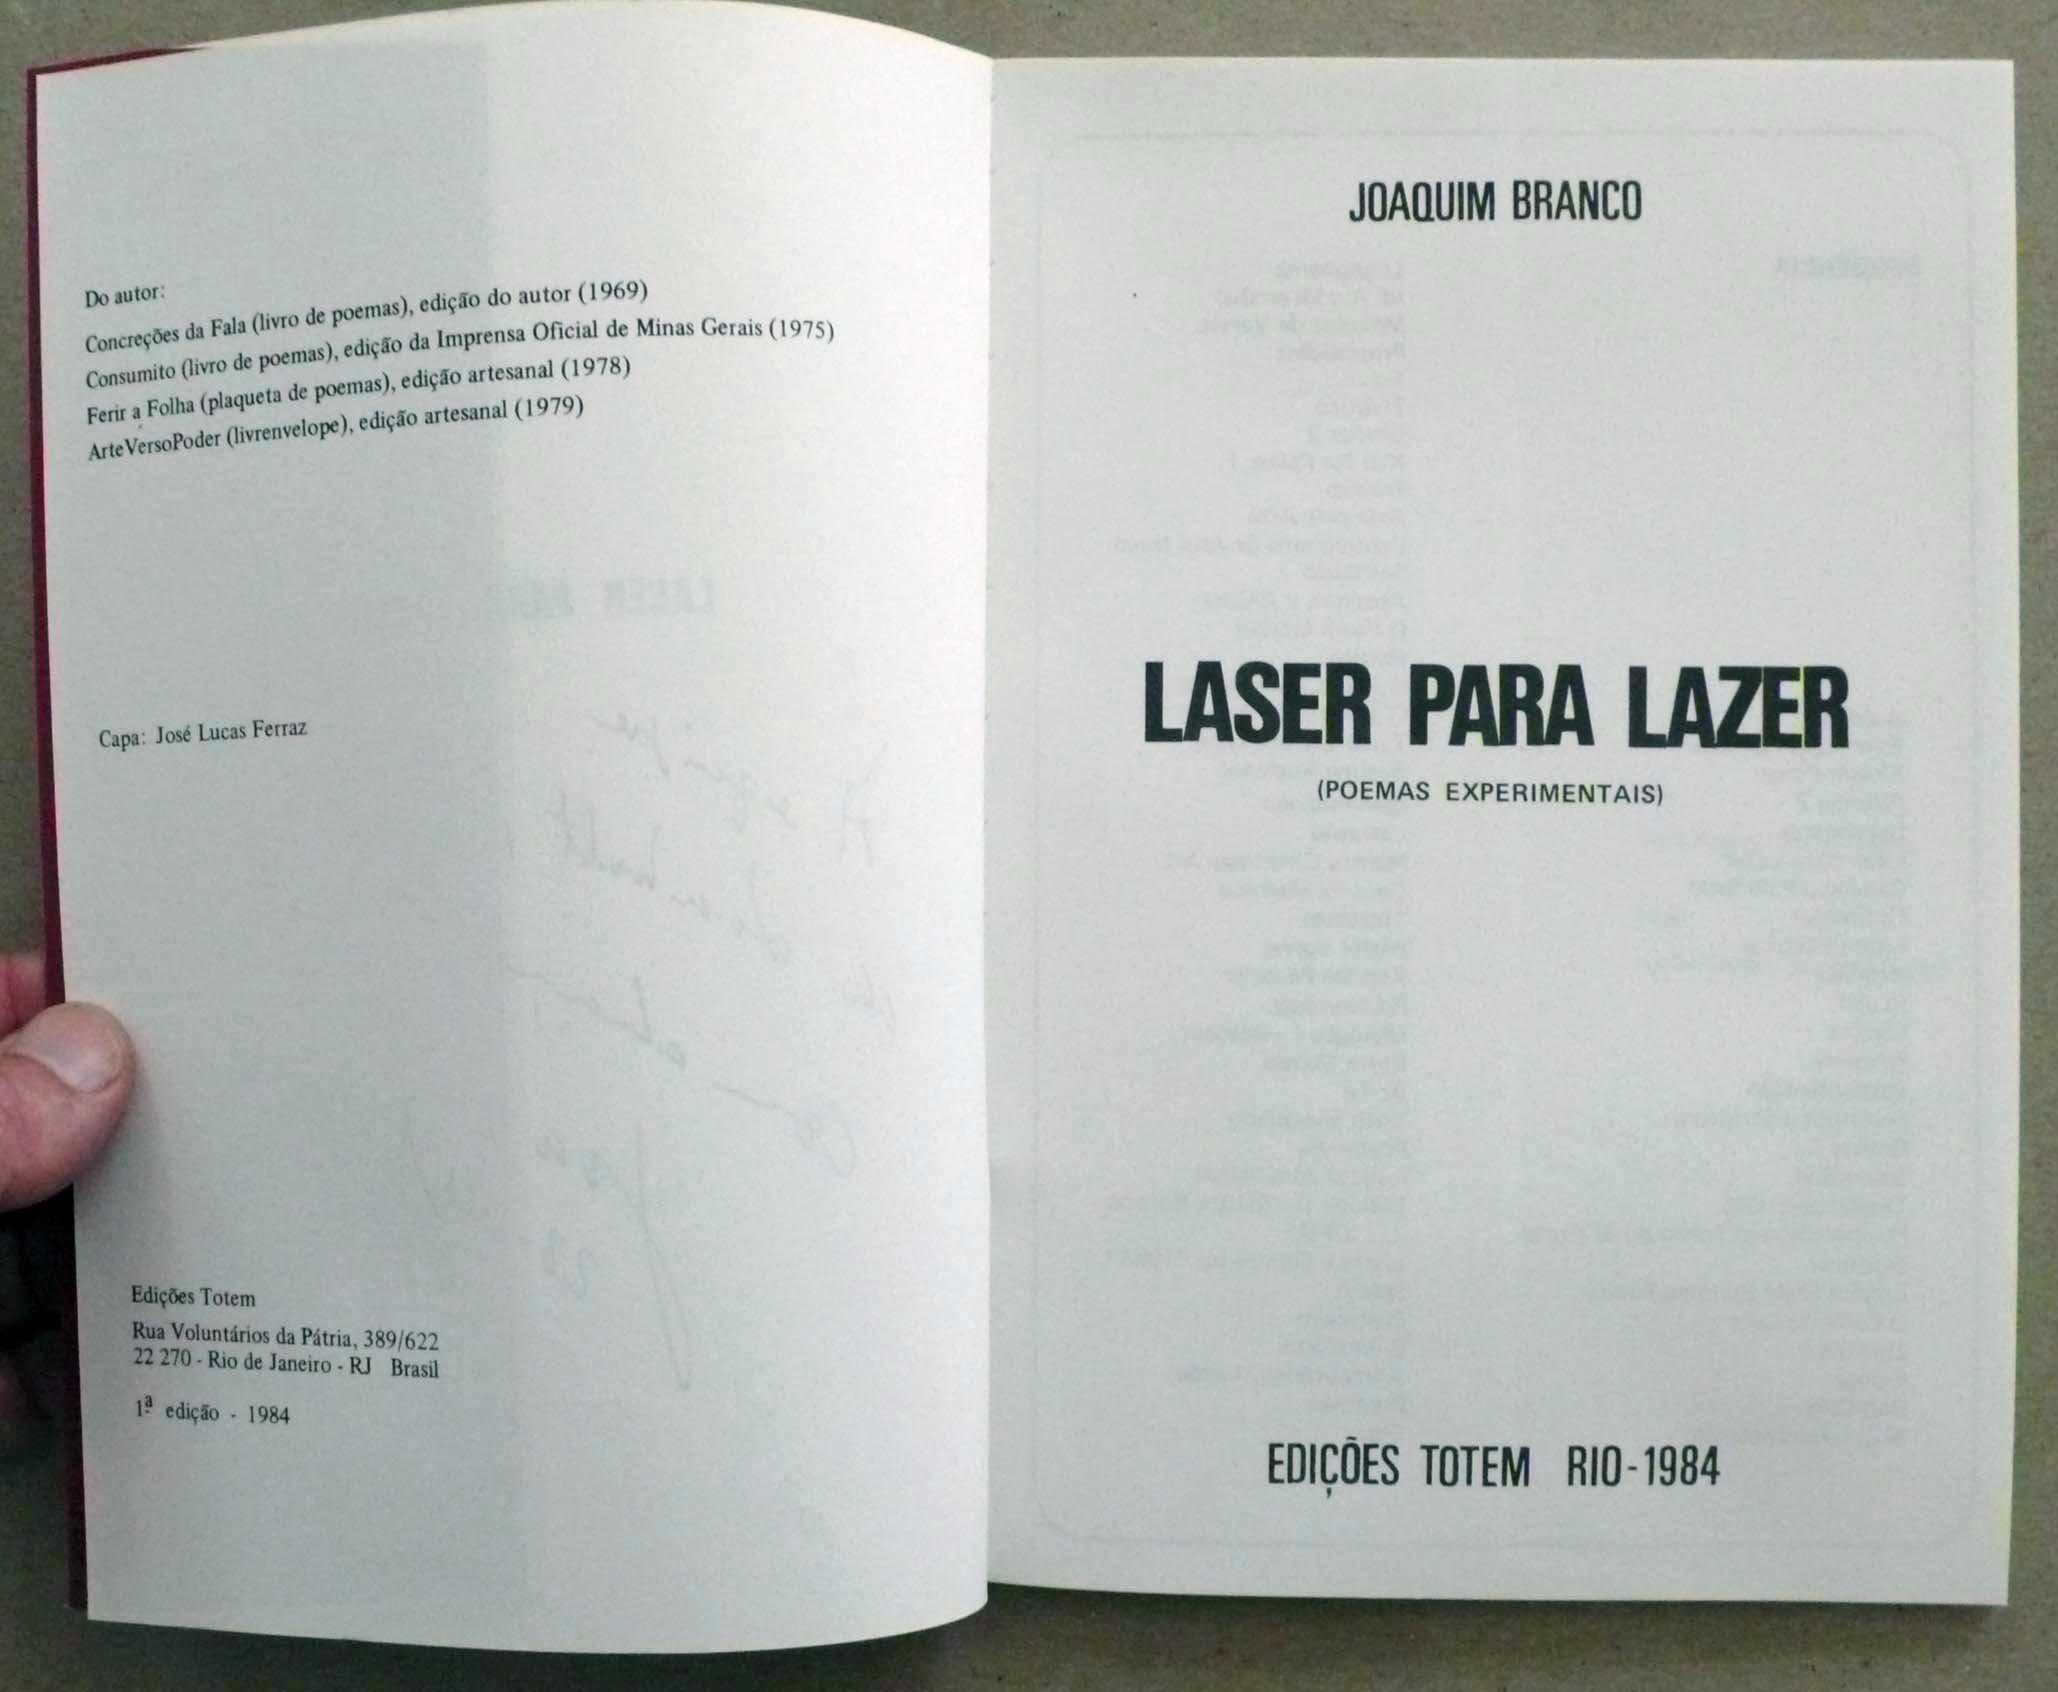 Do autor:
Concreções da Fala (livro de poemas), edição do autor (1969)
Consumito (livro de poemas), edição da Imprensa Oficial de Minas Gerais (1975)
Ferir a Folha (plaqueta de poemas), edição artesanal (1978)
ArteVersoPoder (livrenvelope), edição artesanal (1979)
Capa: José Lucas Ferraz
Edições Totem
Rua Voluntários da Pátria, 389/622
22 270 - Rio de Janeiro - RJ Brasil
1ª edição - 1984
JOAQUIM BRANCO
LASER PARA LAZER
(POEMAS EXPERIMENTAIS)
EDIÇÕES TOTEM RIO-1984